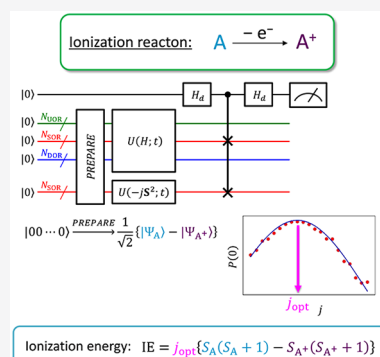 Ionization reacton: A − e⁻ → A⁺
|0⟩ H_d H_d
|0⟩ N_UOR
|0⟩ N_SOR PREPARE U(H;t)
|0⟩ N_DOR
|0⟩ N_SOR U(−jS²;t)
|00 ⋯ 0⟩ PREPARE → 1/√2 {|Ψ_A⟩ − |Ψ_A⁺⟩}
P(0)
j_opt j
Ionization energy: IE = j_opt{S_A(S_A + 1) − S_A⁺(S_A⁺ + 1)}